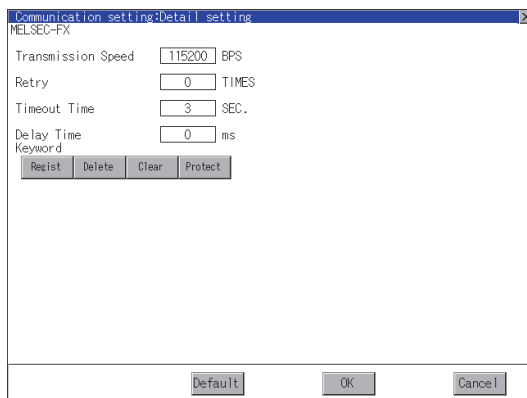 Communication setting:Detail setting
MELSEC-FX
Transmission Speed 115200 BPS
Retry 0 TIMES
Timeout Time 3 SEC.
Delay Time 0 ms
Keyword
Regist Delete Clear Protect
Default OK Cancel